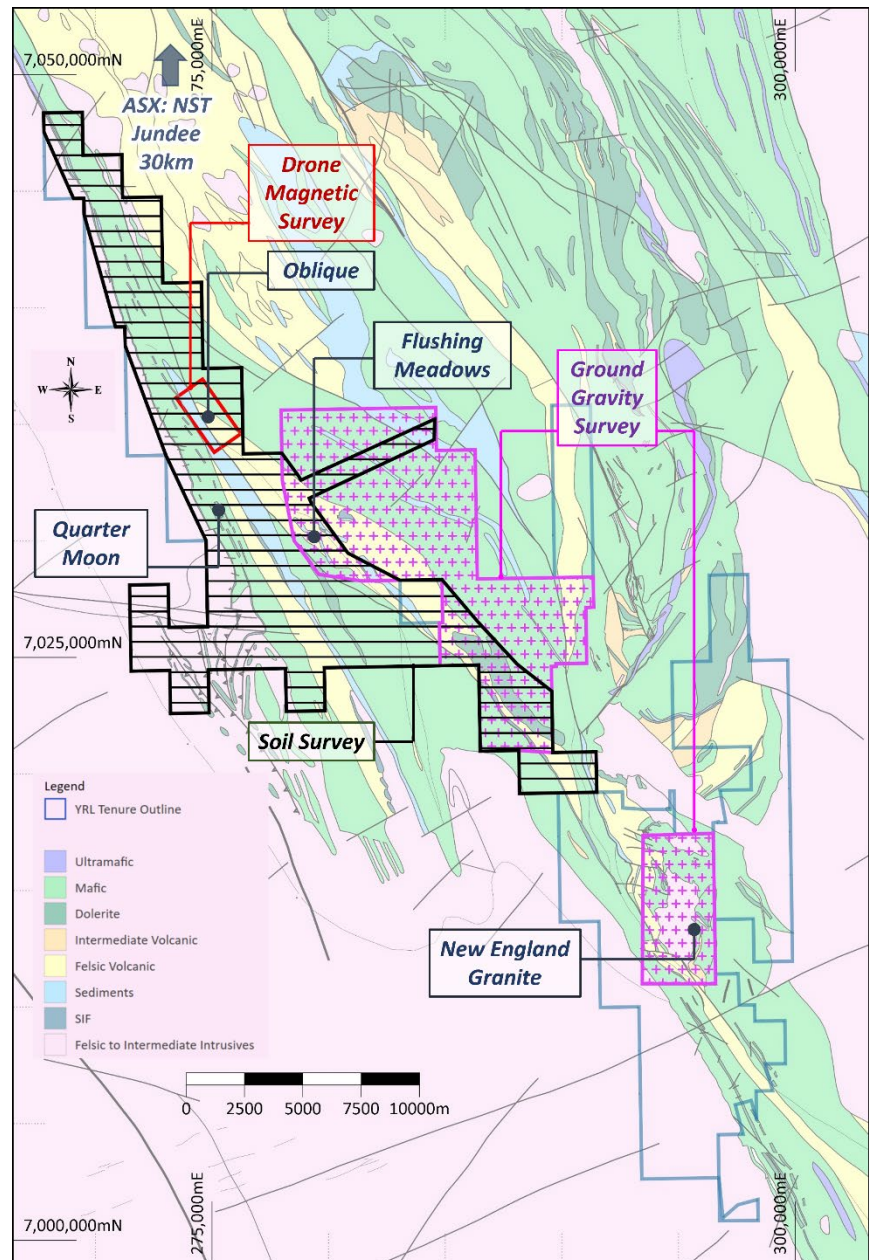 7,050,000mN
275,000mE
300,000mE
ASX: NST
Jundee
30km
Drone
Magnetic
Survey
Oblique
Flushing
Meadows
Ground
Gravity
Survey
N
W
E
S
Quarter
Moon
7,025,000mN
Soil Survey
Legend
YRL Tenure Outline
Ultramafic
Mafic
Dolerite
Intermediate Volcanic
Felsic Volcanic
Sediments
SIF
Felsic to Intermediate Intrusives
New England
Granite
0 2500 5000 7500 10000m
7,000,000mN
275,000mE
300,000mE